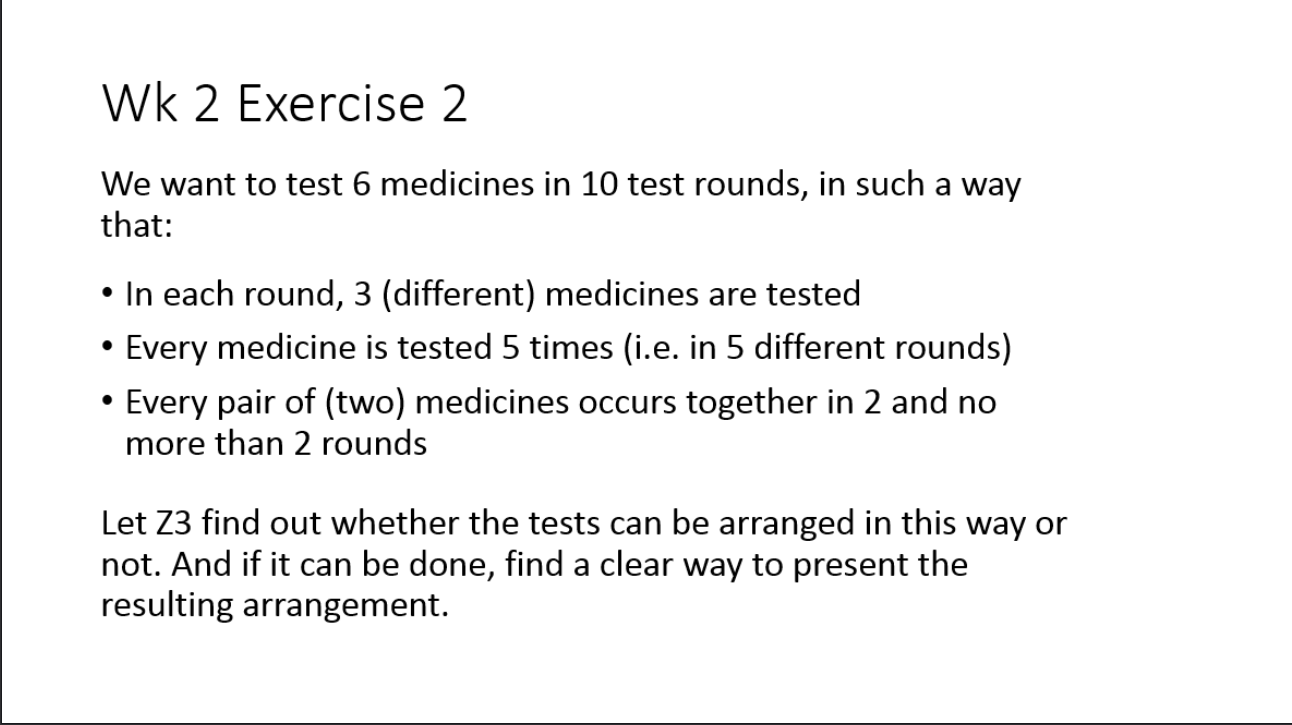 Wk 2 Exercise 2
We want to test 6 medicines in 10 test rounds, in such a way
that:
• In each round, 3 (different) medicines are tested
• Every medicine is tested 5 times (i.e. in 5 different rounds)
• Every pair of (two) medicines occurs together in 2 and no
more than 2 rounds
Let Z3 find out whether the tests can be arranged in this way or
not. And if it can be done, find a clear way to present the
resulting arrangement.